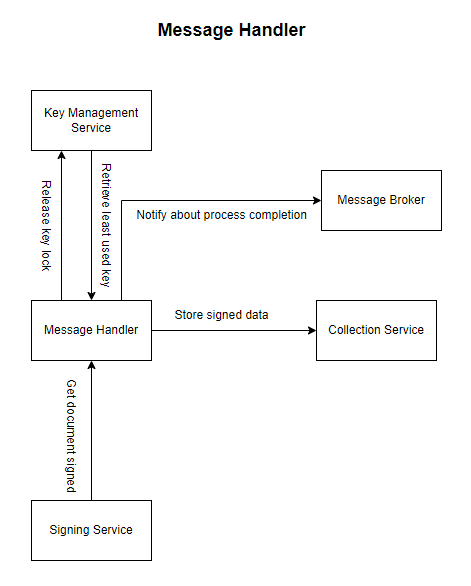 Message Handler
Key Management
Service
Release key lock
Retrieve least used key
Message Broker
Notify about process completion
Message Handler
Store signed data
Collection Service
Get document signed
Signing Service